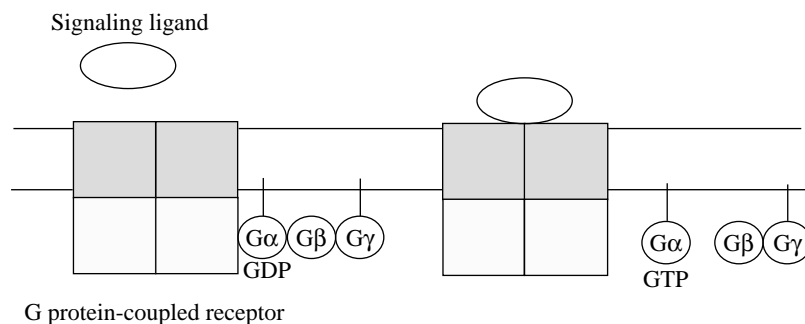 Signaling ligand
Gα Gβ Gγ
GDP
Gα Gβ Gγ
GTP
G protein-coupled receptor